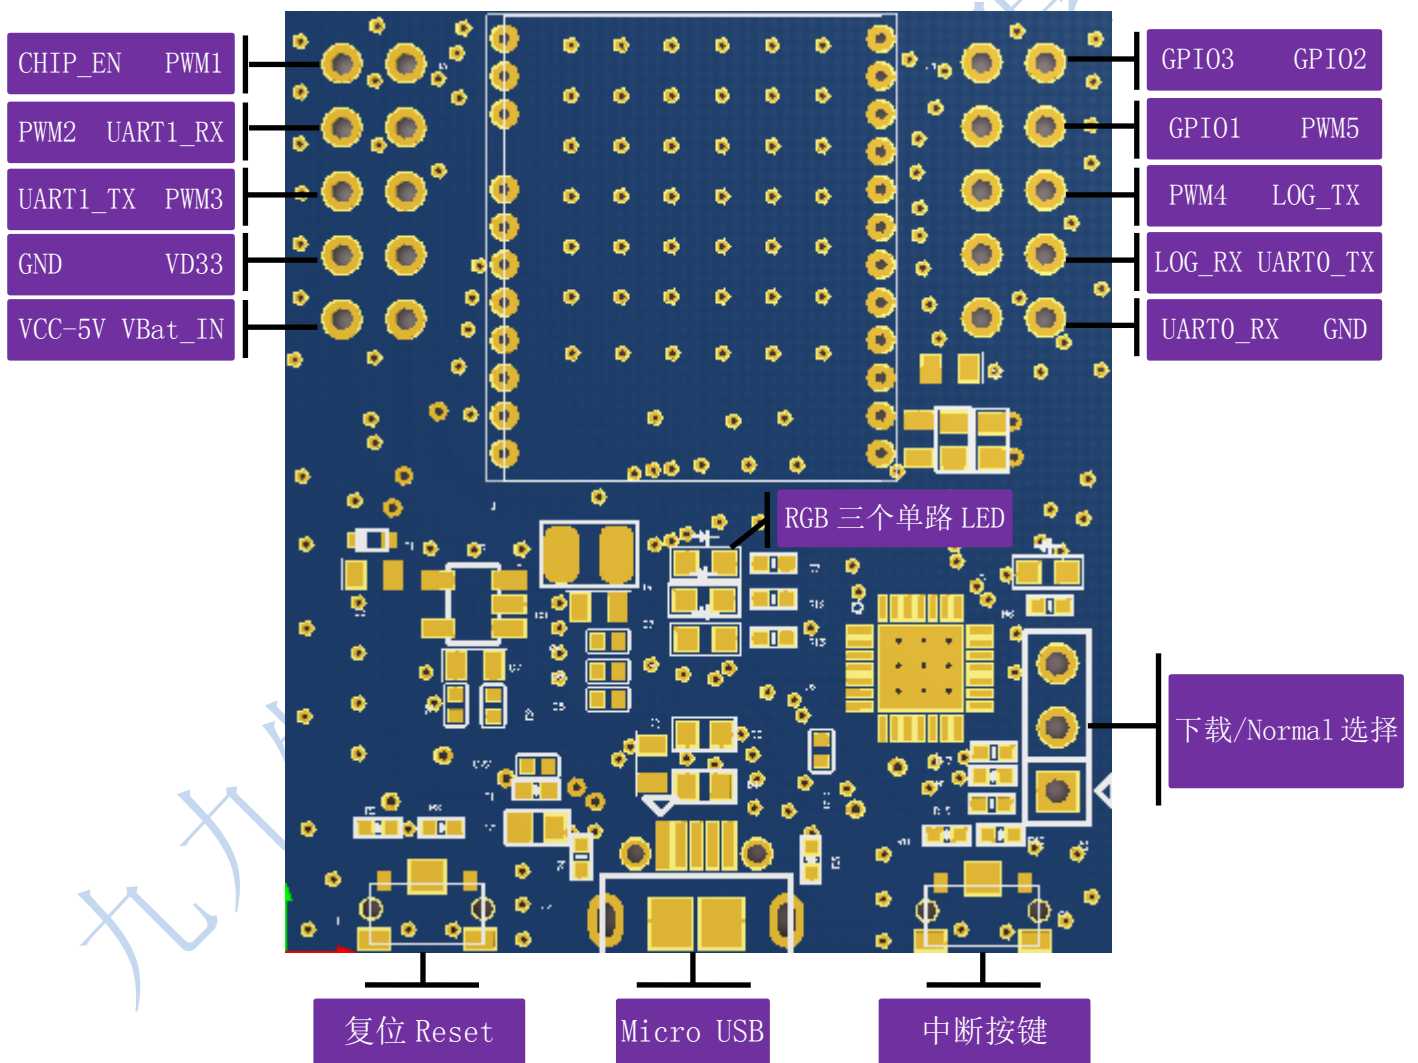 CHIP_EN PWM1
GPIO3 GPIO2
PWM2 UART1_RX
GPIO1 PWM5
UART1_TX PWM3
PWM4 LOG_TX
GND VD33
LOG_RX UART0_TX
VCC-5V VBat_IN
UART0_RX GND
RGB 三个单路 LED
下载/Normal 选择
复位 Reset
Micro USB
中断按键
九九